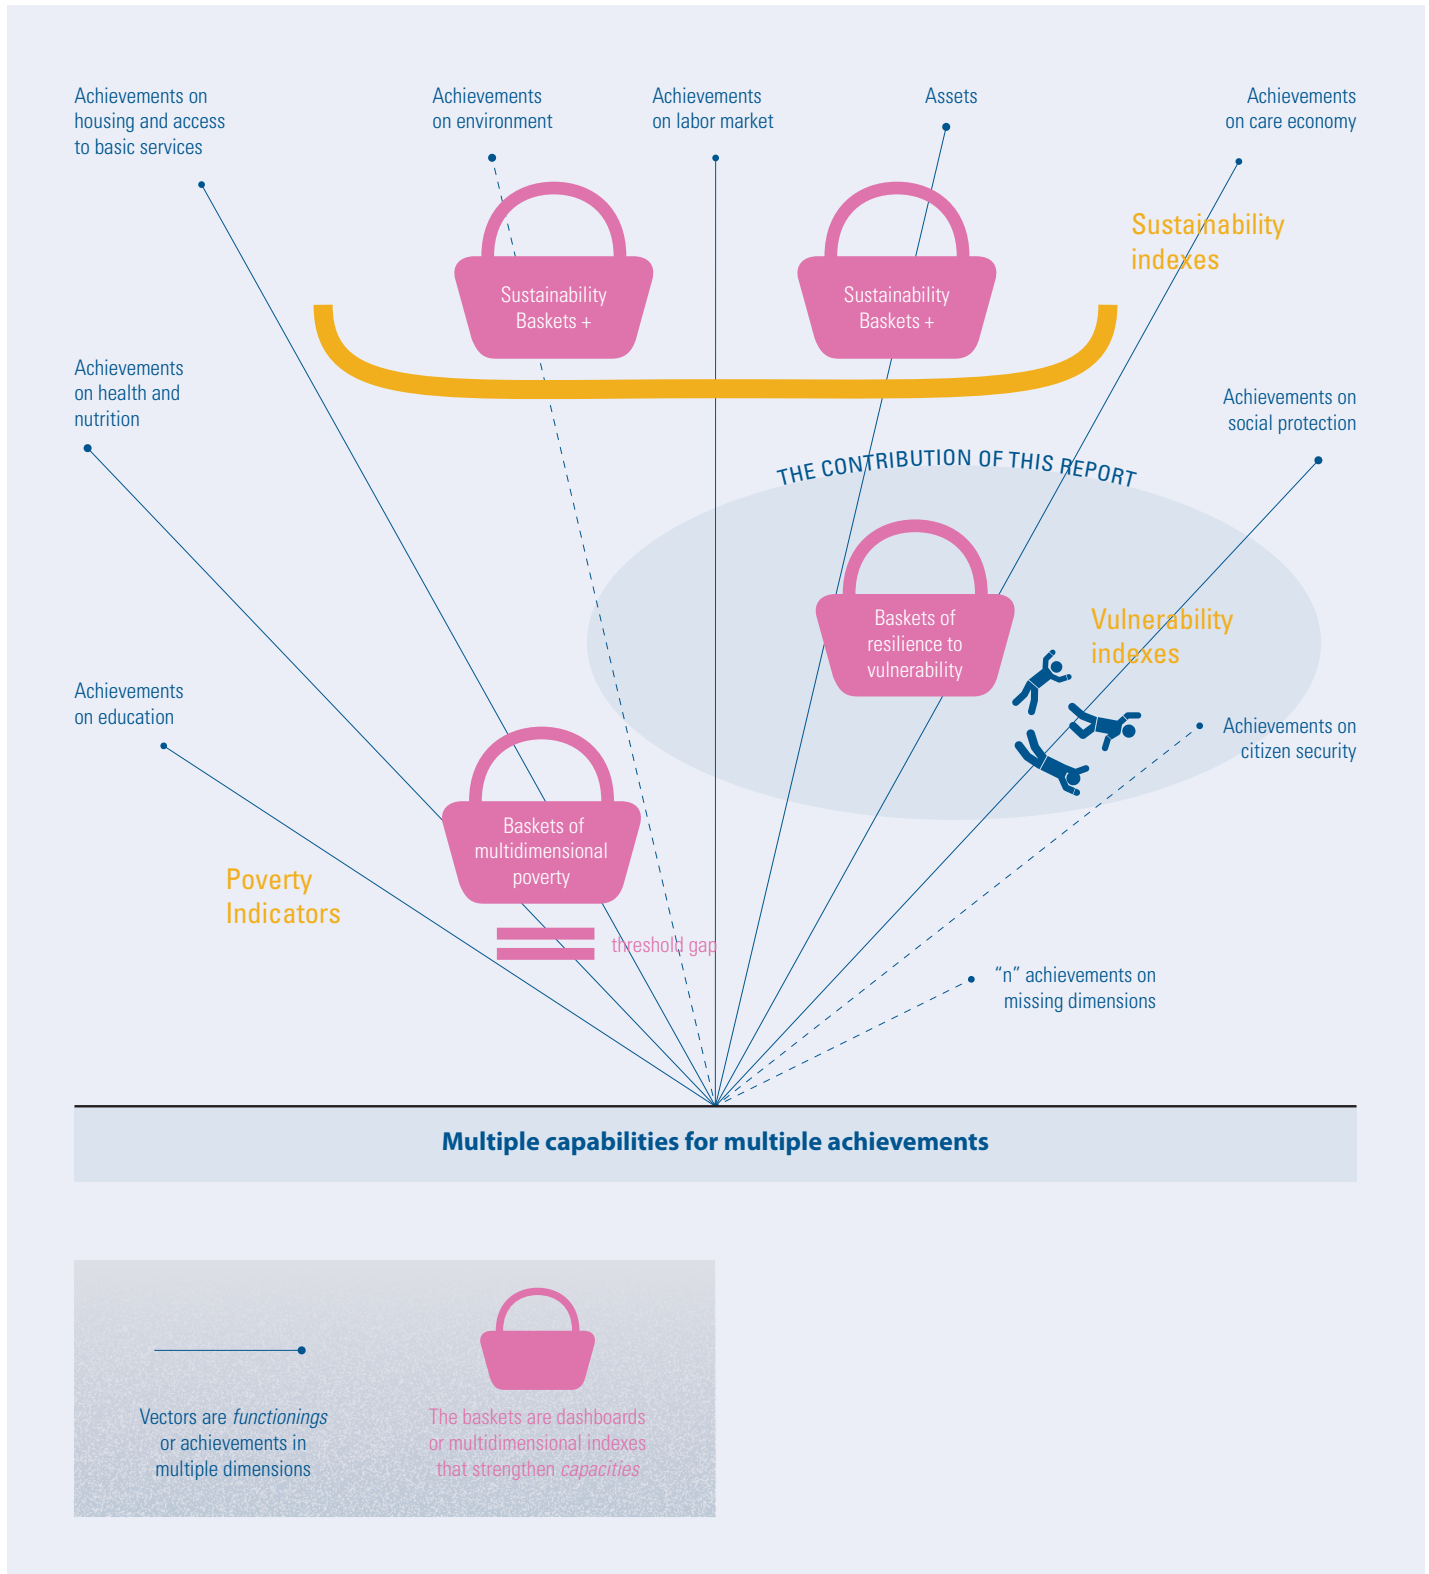 Achievements on
housing and access
to basic services
Achievements
on environment
Achievements
on labor market
Assets
Achievements
on care economy
Sustainability
indexes
Sustainability
Baskets +
Sustainability
Baskets +
Achievements
on health and
nutrition
Achievements on
social protection
THE CONTRIBUTION OF THIS REPORT
Baskets of
resilience to
vulnerability
Vulnerability
indexes
Achievements
on education
Achievements on
citizen security
Baskets of
multidimensional
poverty
Poverty
Indicators
threshold gap
“n” achievements on
missing dimensions
Multiple capabilities for multiple achievements
Vectors are functionings
or achievements in
multiple dimensions
The baskets are dashboards
or multidimensional indexes
that strengthen capacities